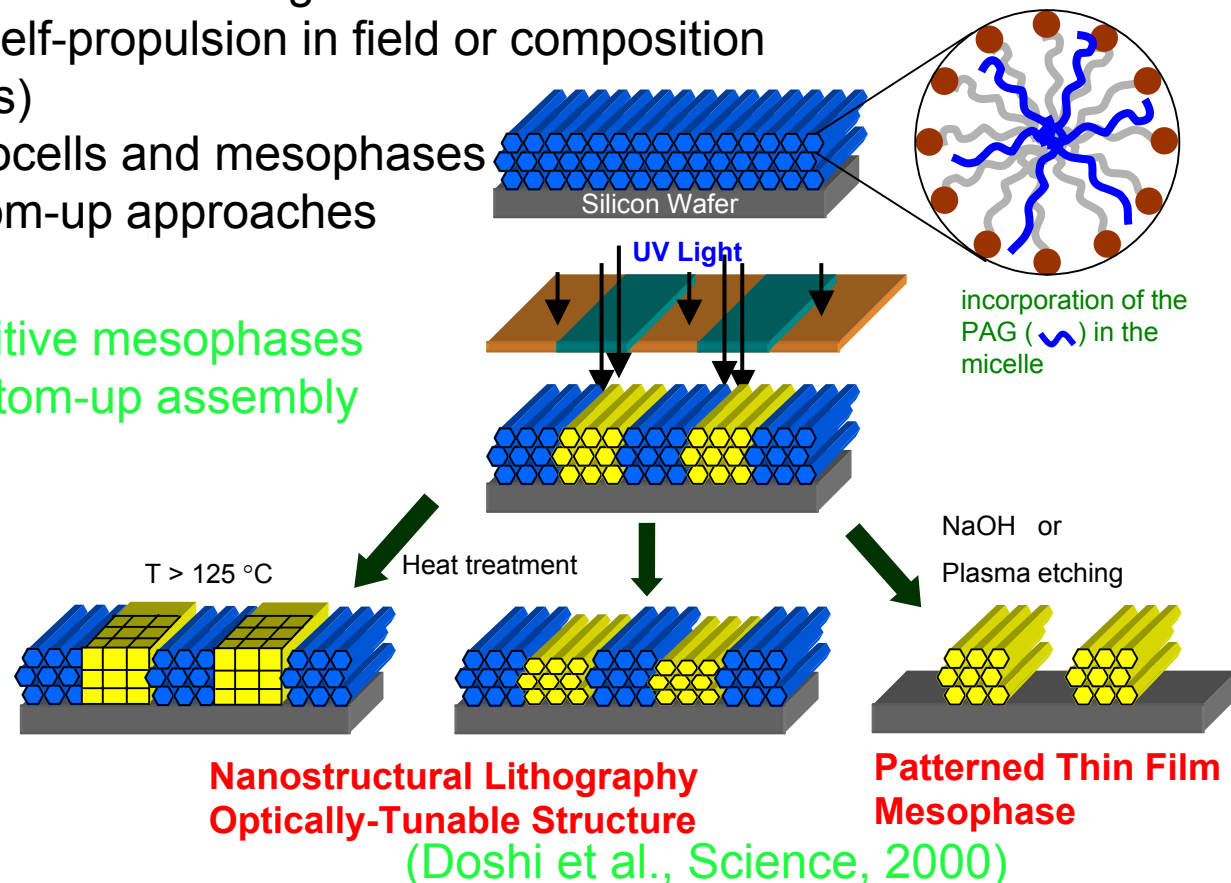 elf-propulsion in field or composition
s)
ocells and mesophases
om-up approaches
itive mesophases
tom-up assembly
Silicon Wafer
UV Light
incorporation of the
PAG ( ) in the
micelle
T > 125 °C
Heat treatment
NaOH or
Plasma etching
Nanostructural Lithography
Optically-Tunable Structure
Patterned Thin Film
Mesophase
(Doshi et al., Science, 2000)